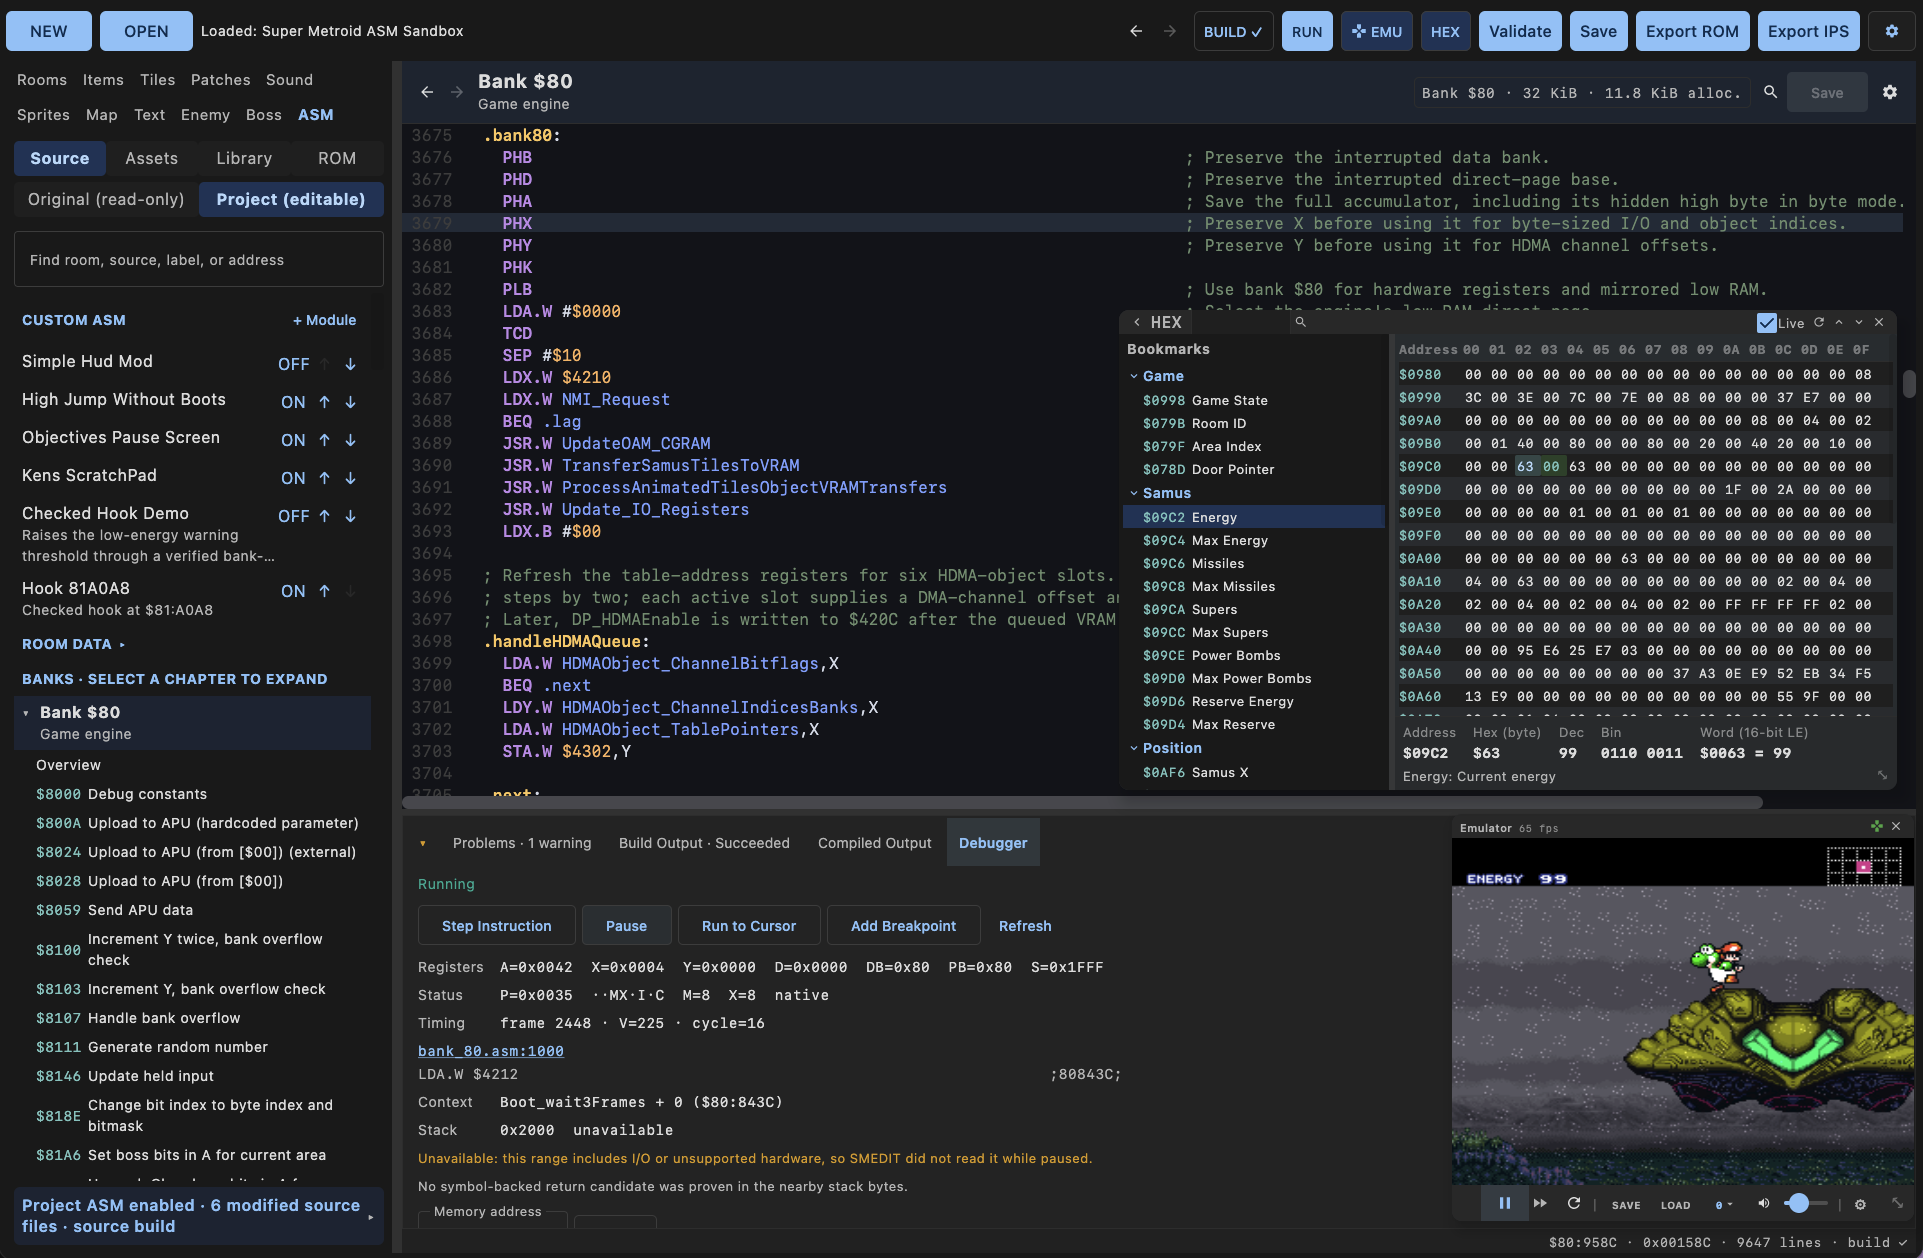 NEW OPEN Loaded: Super Metroid ASM Sandbox
BUILD ✓ RUN EMU HEX Validate Save Export ROM Export IPS
Rooms Items Tiles Patches Sound
Sprites Map Text Enemy Boss ASM
Source Assets Library ROM
Original (read-only) Project (editable)
Find room, source, label, or address
CUSTOM ASM + Module
Simple Hud Mod OFF ↑ ↓
High Jump Without Boots ON ↑ ↓
Objectives Pause Screen ON ↑ ↓
Kens ScratchPad ON ↑ ↓
Checked Hook Demo OFF ↑ ↓
Raises the low-energy warning
threshold through a verified bank-...
Hook 81A0A8 ON ↑ ↓
Checked hook at $81:A0A8
ROOM DATA ▸
BANKS · SELECT A CHAPTER TO EXPAND
▾ Bank $80
Game engine
Overview
$8000 Debug constants
$800A Upload to APU (hardcoded parameter)
$8024 Upload to APU (from [$00]) (external)
$8028 Upload to APU (from [$00])
$8059 Send APU data
$8100 Increment Y twice, bank overflow
check
$8103 Increment Y, bank overflow check
$8107 Handle bank overflow
$8111 Generate random number
$8146 Update held input
$818E Change bit index to byte index and
bitmask
$81A6 Set boss bits in A for current area
Project ASM enabled · 6 modified source
files · source build ▸
← → Bank $80
Game engine
Bank $80 · 32 KiB · 11.8 KiB alloc. Save
3675 .bank80:
3676 PHB ; Preserve the interrupted data bank.
3677 PHD ; Preserve the interrupted direct-page base.
3678 PHA ; Save the full accumulator, including its hidden high byte in byte mode.
3679 PHX ; Preserve X before using it for byte-sized I/O and object indices.
3680 PHY ; Preserve Y before using it for HDMA channel offsets.
3681 PHK
3682 PLB ; Use bank $80 for hardware registers and mirrored low RAM.
3683 LDA.W #$0000
3684 TCD
3685 SEP #$10
3686 LDX.W $4210
3687 LDX.W NMI_Request
3688 BEQ .lag
3689 JSR.W UpdateOAM_CGRAM
3690 JSR.W TransferSamusTilesToVRAM
3691 JSR.W ProcessAnimatedTilesObjectVRAMTransfers
3692 JSR.W Update_IO_Registers
3693 LDX.B #$00
3694
3695 ; Refresh the table-address registers for six HDMA-object slots.
3696 ; steps by two; each active slot supplies a DMA-channel offset
3697 ; Later, DP_HDMAEnable is written to $420C after the queued VRAM
3698 .handleHDMAQueue:
3699 LDA.W HDMAObject_ChannelBitflags,X
3700 BEQ .next
3701 LDY.W HDMAObject_ChannelIndicesBanks,X
3702 LDA.W HDMAObject_TablePointers,X
3703 STA.W $4302,Y
3704
3705 .next:
‹ HEX Live
Bookmarks
Game
$0998 Game State
$079B Room ID
$079F Area Index
$078D Door Pointer
Samus
$09C2 Energy
$09C4 Max Energy
$09C6 Missiles
$09C8 Max Missiles
$09CA Supers
$09CC Max Supers
$09CE Power Bombs
$09D0 Max Power Bombs
$09D6 Reserve Energy
$09D4 Max Reserve
Position
$0AF6 Samus X
Address 00 01 02 03 04 05 06 07 08 09 0A 0B 0C 0D 0E 0F
$0980 00 00 00 00 00 00 00 00 00 00 00 00 00 00 00 08
$0990 3C 00 3E 00 7C 00 7E 00 08 00 00 00 37 E7 00 00
$09A0 00 00 00 00 00 00 00 00 00 00 00 08 00 04 00 02
$09B0 00 01 40 00 80 00 00 80 00 20 00 40 20 00 10 00
$09C0 00 00 63 00 63 00 00 00 00 00 00 00 00 00 00 00
$09D0 00 00 00 00 00 00 00 00 00 00 1F 00 2A 00 00 00
$09E0 00 00 00 00 00 01 00 01 00 01 00 00 00 00 00 00
$09F0 00 00 00 00 00 00 00 00 00 00 00 00 00 00 00 00
$0A00 00 00 00 00 00 00 63 00 00 00 00 00 00 00 00 00
$0A10 04 00 63 00 00 00 00 00 00 00 00 00 02 00 04 00
$0A20 02 00 04 00 02 00 04 00 02 00 FF FF FF FF 02 00
$0A30 00 00 00 00 00 00 00 00 00 00 00 00 00 00 00 00
$0A40 00 00 95 E6 25 E7 03 00 00 00 00 00 00 00 00 00
$0A50 00 00 00 00 00 00 00 00 37 A3 0E E9 52 EB 34 F5
$0A60 13 E9 00 00 00 00 00 00 00 00 00 00 55 9F 00 00
Address Hex (byte) Dec Bin Word (16-bit LE)
$09C2 $63 99 0110 0011 $0063 = 99
Energy: Current energy
▾ Problems · 1 warning Build Output · Succeeded Compiled Output Debugger
Running
Step Instruction Pause Run to Cursor Add Breakpoint Refresh
Registers A=0x0042 X=0x0004 Y=0x0000 D=0x0000 DB=0x80 PB=0x80 S=0x1FFF
Status P=0x0035 ··MX·I·C M=8 X=8 native
Timing frame 2448 · V=225 · cycle=16
bank_80.asm:1000
LDA.W $4212 ;80843C;
Context Boot_wait3Frames + 0 ($80:843C)
Stack 0x2000 unavailable
Unavailable: this range includes I/O or unsupported hardware, so SMEDIT did not read it while paused.
No symbol-backed return candidate was proven in the nearby stack bytes.
Memory address
Emulator 65 fps
ENERGY 99
SAVE LOAD 0
$80:958C · 0x00158C · 9647 lines · build ✓